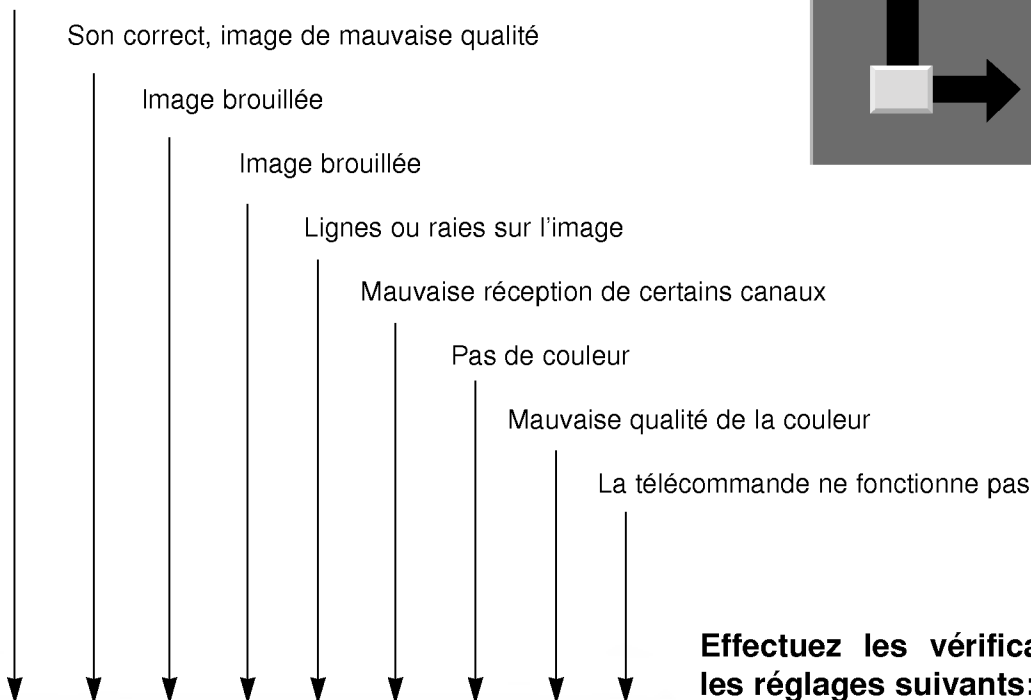 Son correct, image de mauvaise qualité
Image brouillée
Image brouillée
Lignes ou raies sur l'image
Mauvaise réception de certains canaux
Pas de couleur
Mauvaise qualité de la couleur
La télécommande ne fonctionne pas
Effectuez les vérifica
les réglages suivants: